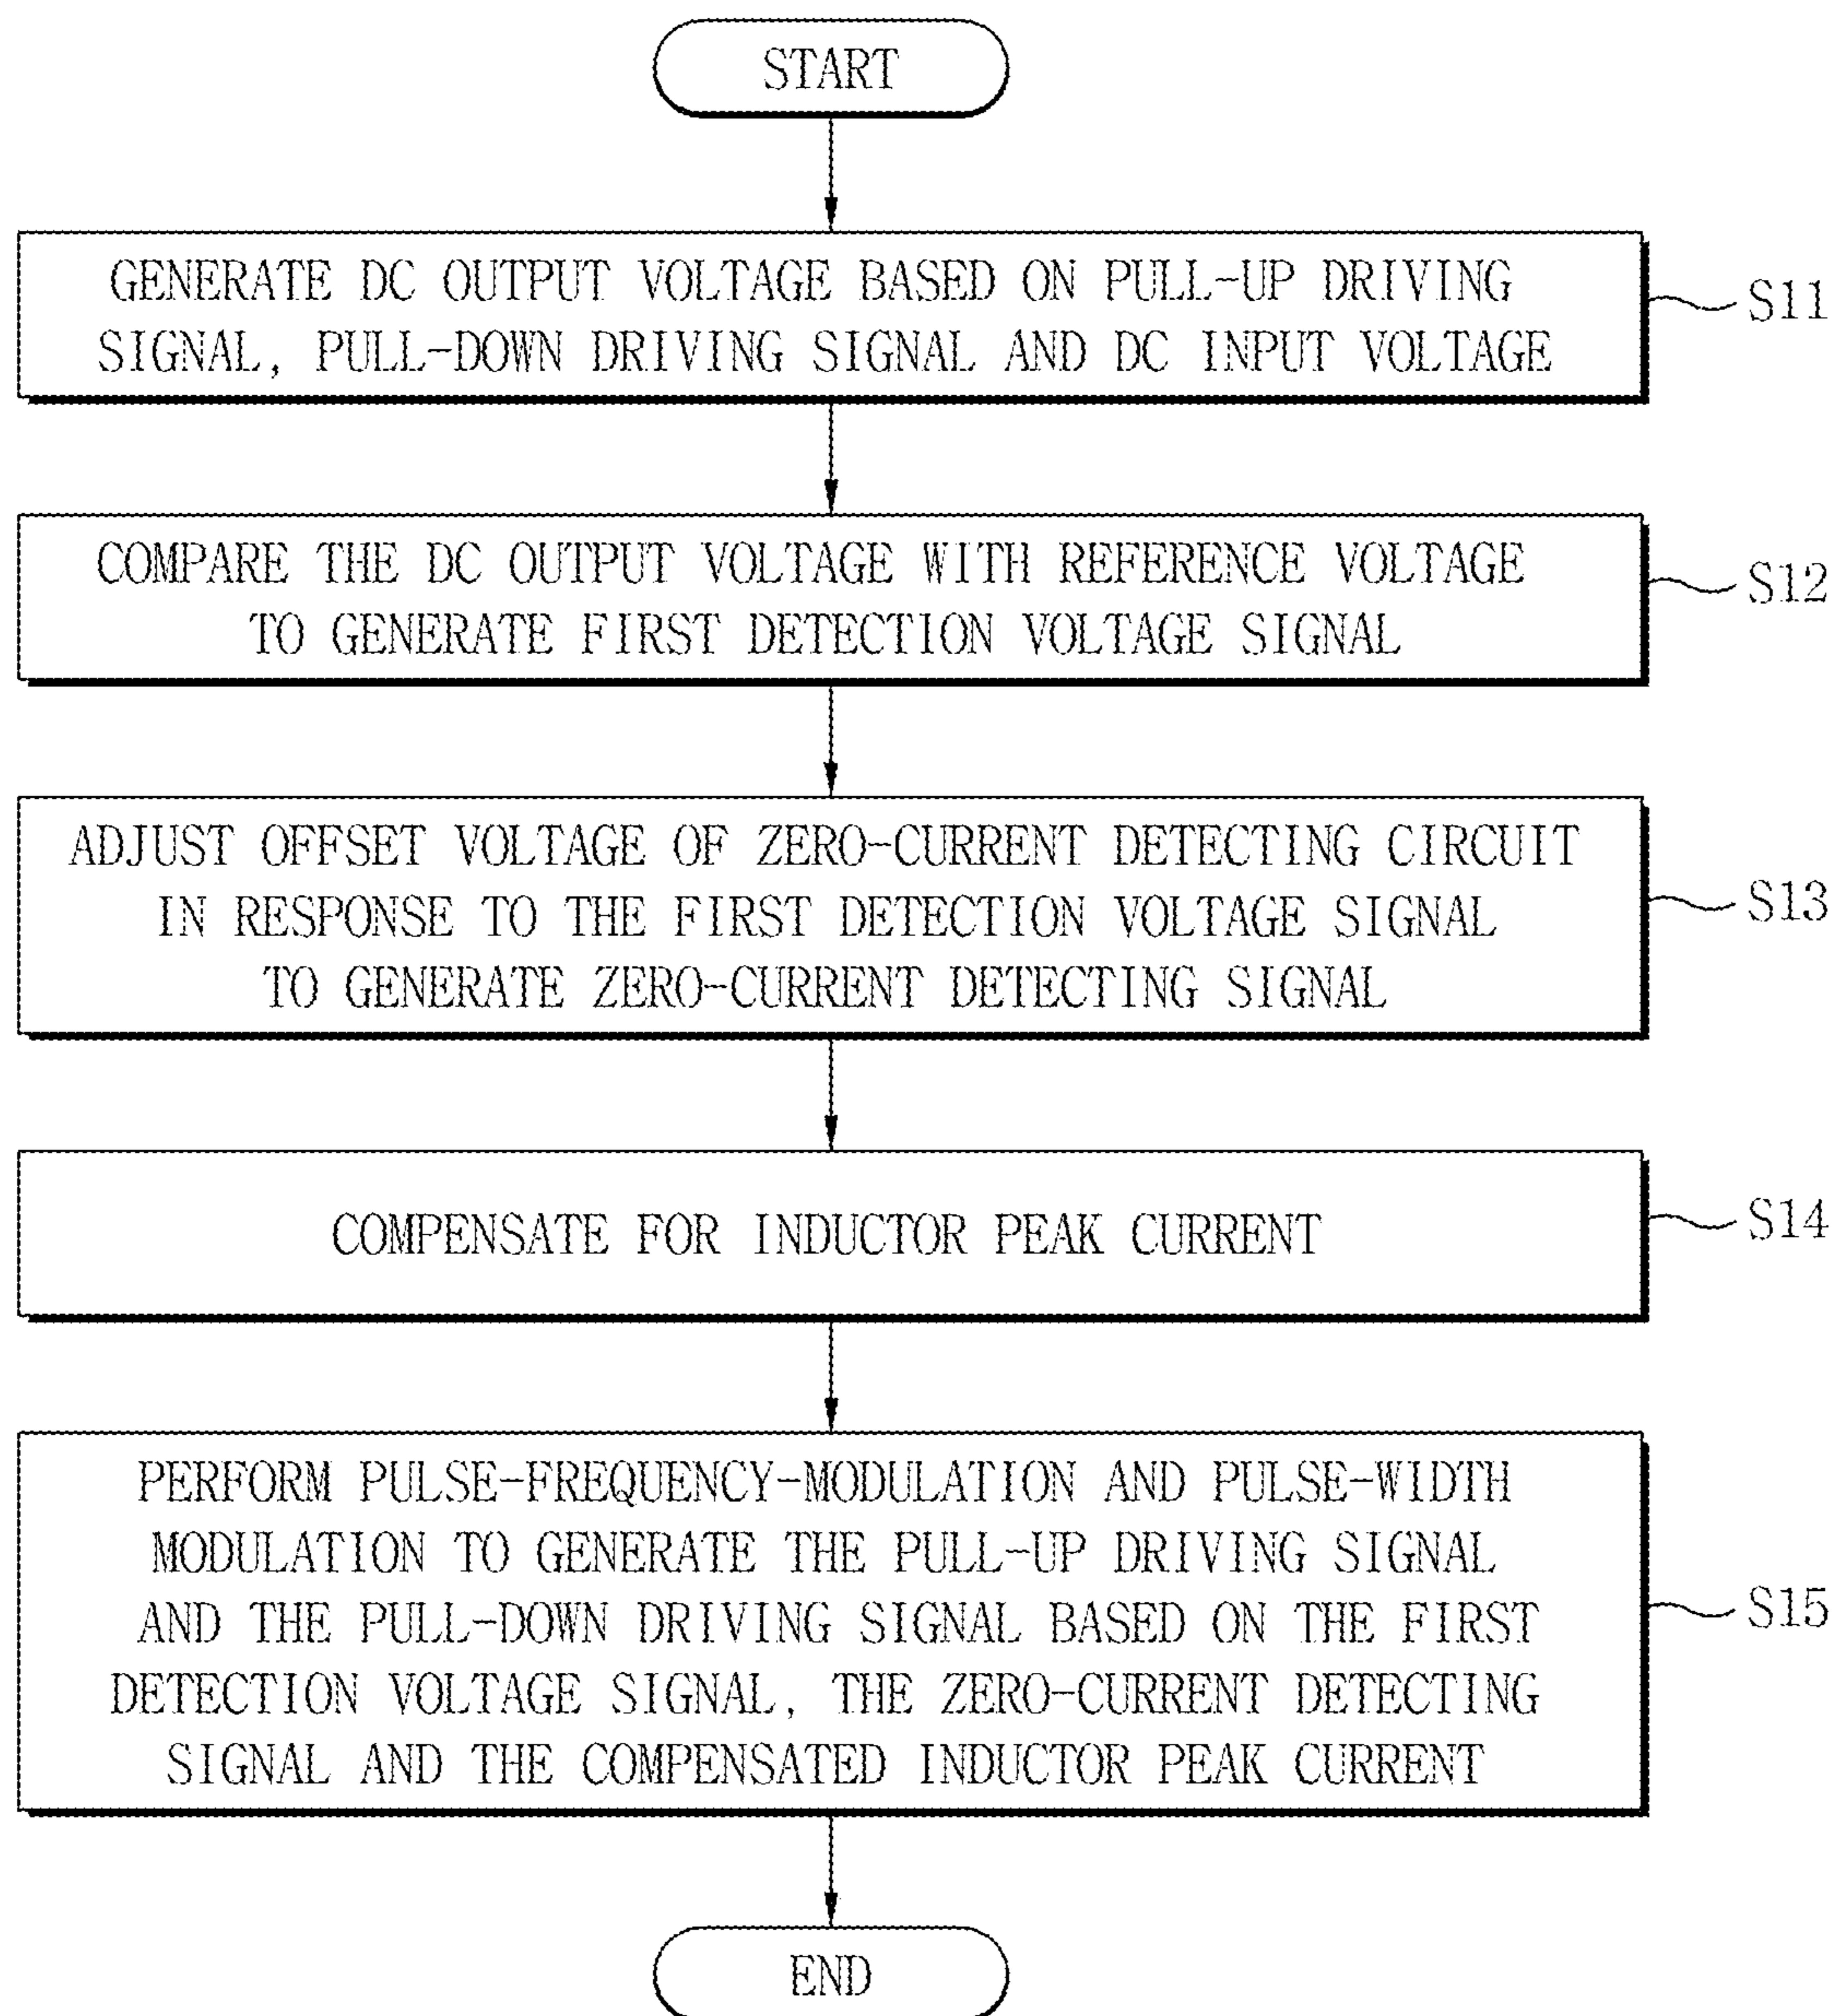 START
GENERATE DC OUTPUT VOLTAGE BASED ON PULL-UP DRIVING
SIGNAL, PULL-DOWN DRIVING SIGNAL AND DC INPUT VOLTAGE
S11
COMPARE THE DC OUTPUT VOLTAGE WITH REFERENCE VOLTAGE
TO GENERATE FIRST DETECTION VOLTAGE SIGNAL
S12
ADJUST OFFSET VOLTAGE OF ZERO-CURRENT DETECTING CIRCUIT
IN RESPONSE TO THE FIRST DETECTION VOLTAGE SIGNAL
TO GENERATE ZERO-CURRENT DETECTING SIGNAL
S13
COMPENSATE FOR INDUCTOR PEAK CURRENT
S14
PERFORM PULSE-FREQUENCY-MODULATION AND PULSE-WIDTH
MODULATION TO GENERATE THE PULL-UP DRIVING SIGNAL
AND THE PULL-DOWN DRIVING SIGNAL BASED ON THE FIRST
DETECTION VOLTAGE SIGNAL, THE ZERO-CURRENT DETECTING
SIGNAL AND THE COMPENSATED INDUCTOR PEAK CURRENT
S15
END